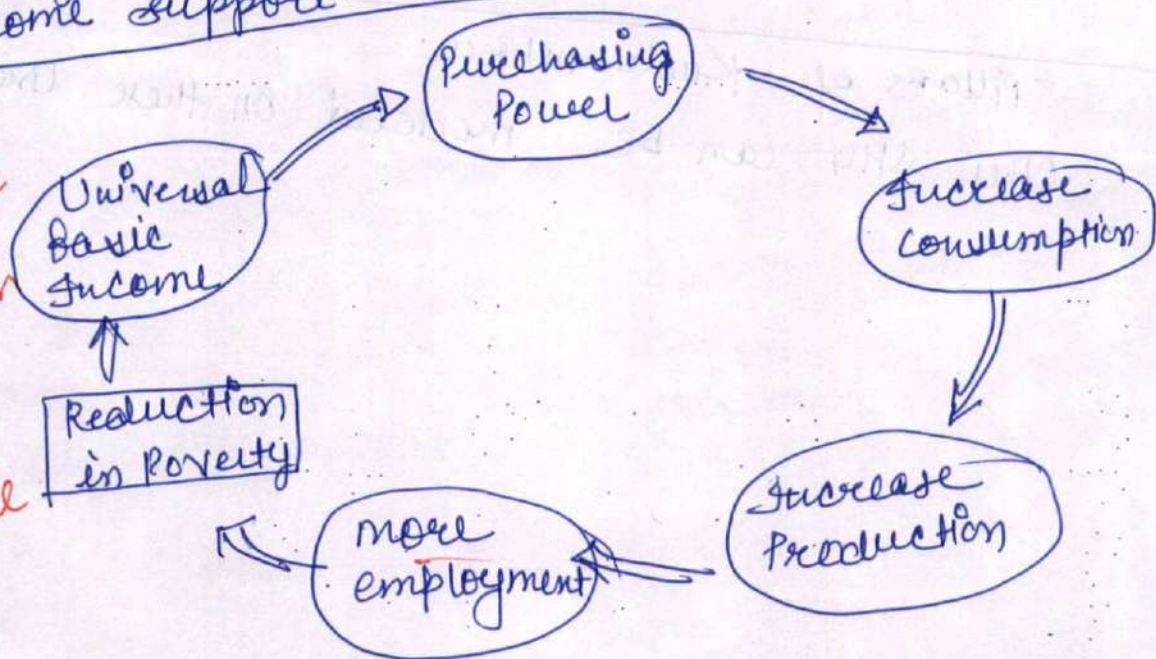 ome support
Purchasing
Power
Universal
Basic
Income
Increase
consumption
Reduction
in Poverty
more
employment
Increase
Production